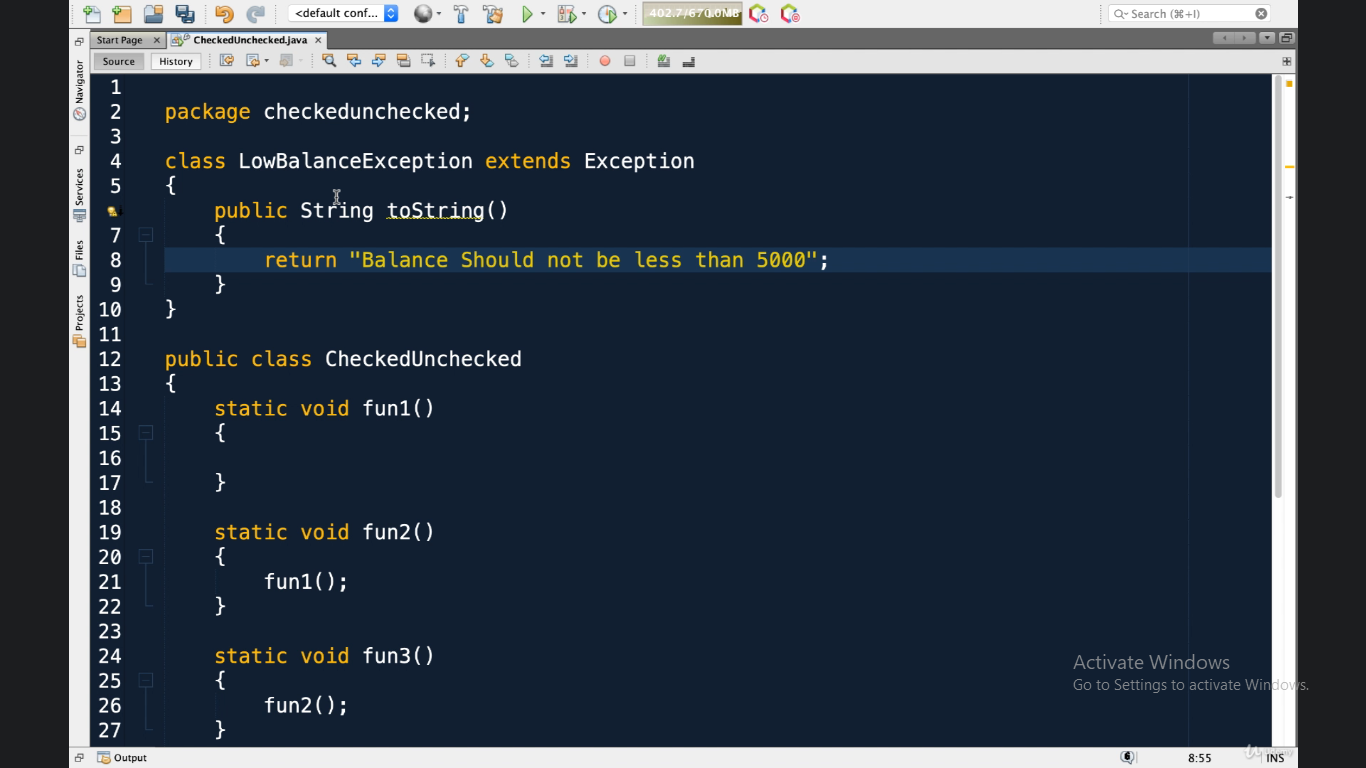 <default conf...
402.7/670.0MB
Search (⌘+I)
Start Page
CheckedUnchecked.java
Source
History
Navigator
Services
Files
Projects
1
2 package checkedunchecked;
3
4 class LowBalanceException extends Exception
5 {
public String toString()
7 {
8 return "Balance Should not be less than 5000";
9 }
10 }
11
12 public class CheckedUnchecked
13 {
14 static void fun1()
15 {
16
17 }
18
19 static void fun2()
20 {
21 fun1();
22 }
23
24 static void fun3()
25 {
26 fun2();
27 }
Activate Windows
Go to Settings to activate Windows.
Output
6
8:55
INS